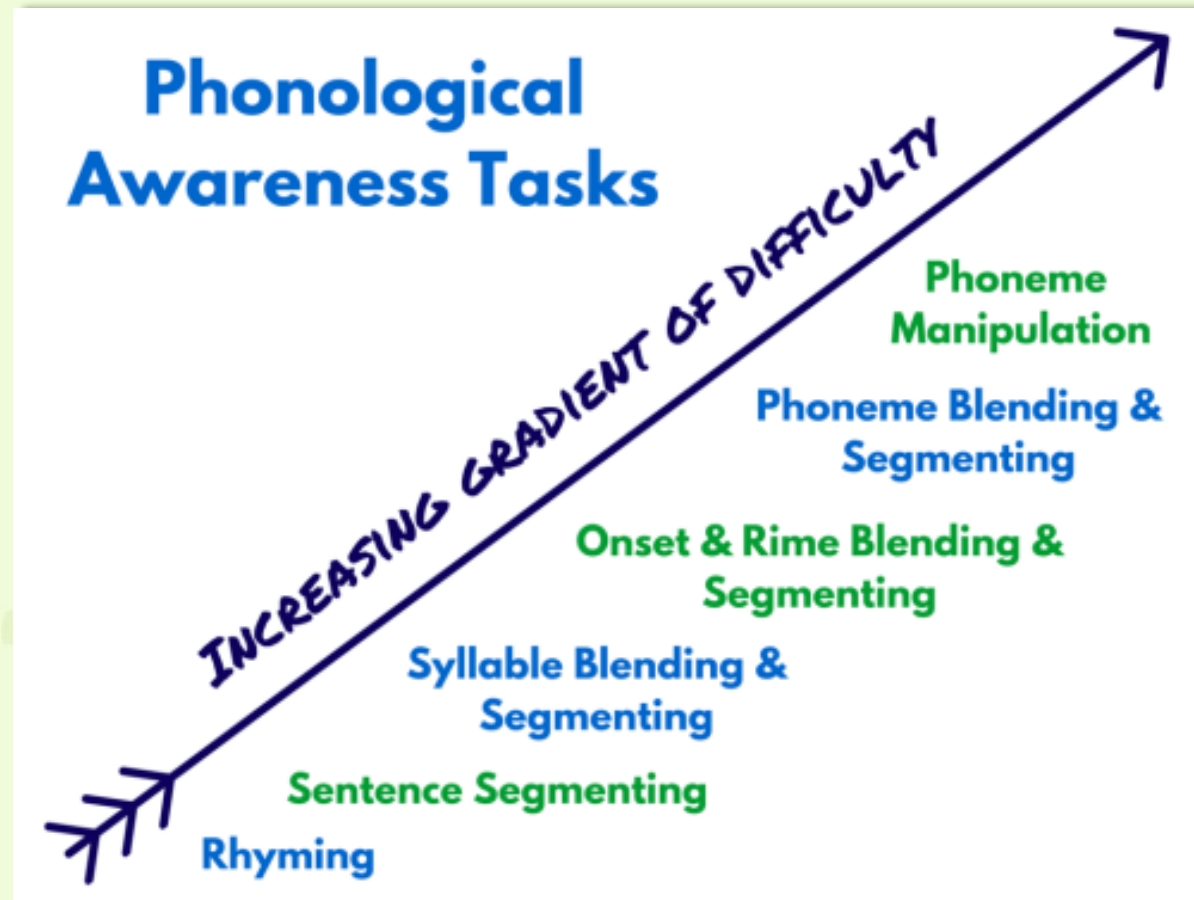 Phonological
Awareness Tasks
INCREASING GRADIENT OF DIFFICULTY
Phoneme
Manipulation
Phoneme Blending &
Segmenting
Onset & Rime Blending &
Segmenting
Syllable Blending &
Segmenting
Sentence Segmenting
Rhyming